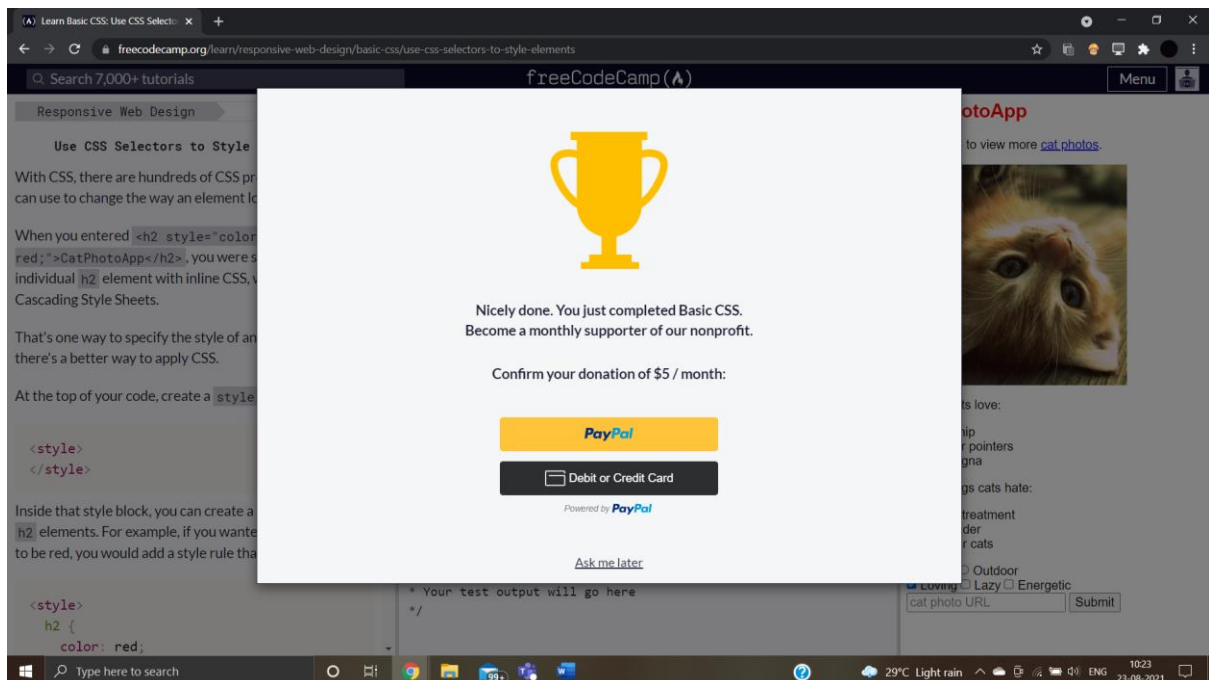 Learn Basic CSS: Use CSS Selecto
freecodecamp.org/learn/responsive-web-design/basic-css/use-css-selectors-to-style-elements
Search 7,000+ tutorials
freeCodeCamp
Menu
Responsive Web Design
Use CSS Selectors to Style
With CSS, there are hundreds of CSS pr
can use to change the way an element lo
When you entered <h2 style="color
red;">CatPhotoApp</h2>, you were s
individual h2 element with inline CSS, w
Cascading Style Sheets.
That's one way to specify the style of an
there's a better way to apply CSS.
At the top of your code, create a style
<style>
</style>
Inside that style block, you can create a
h2 elements. For example, if you wante
to be red, you would add a style rule tha
<style>
h2 {
color: red;
Nicely done. You just completed Basic CSS.
Become a monthly supporter of our nonprofit.
Confirm your donation of $5 / month:
PayPal
Debit or Credit Card
Powered by PayPal
Ask me later
* Your test output will go here
*/
otoApp
to view more cat photos.
ts love:
nip
r pointers
gna
gs cats hate:
treatment
der
r cats
Outdoor
Loving Lazy Energetic
cat photo URL Submit
Type here to search
99+
29°C Light rain
ENG
10:23
23-08-2021